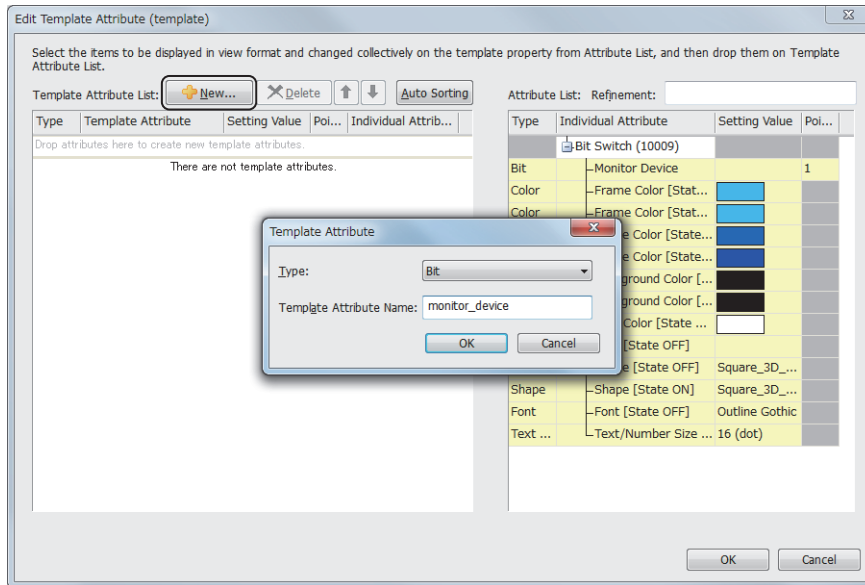 Edit Template Attribute (template)
Select the items to be displayed in view format and changed collectively on the template property from Attribute List, and then drop them on Template
Attribute List.
Template Attribute List: New... Delete Auto Sorting
Type Template Attribute Setting Value Poi... Individual Attrib...
Drop attributes here to create new template attributes.
There are not template attributes.
Attribute List: Refinement:
Type Individual Attribute Setting Value Poi...
Bit Switch (10009)
Bit Monitor Device 1
Color Frame Color [Stat...
Color Frame Color [Stat...
e Color [State...
e Color [State...
ground Color [...
ground Color [...
Color [State ...
[State OFF]
e [State OFF] Square_3D_...
Shape Shape [State ON] Square_3D_...
Font Font [State OFF] Outline Gothic
Text ... Text/Number Size ... 16 (dot)
Template Attribute
Type: Bit
Template Attribute Name: monitor_device
OK Cancel
OK Cancel